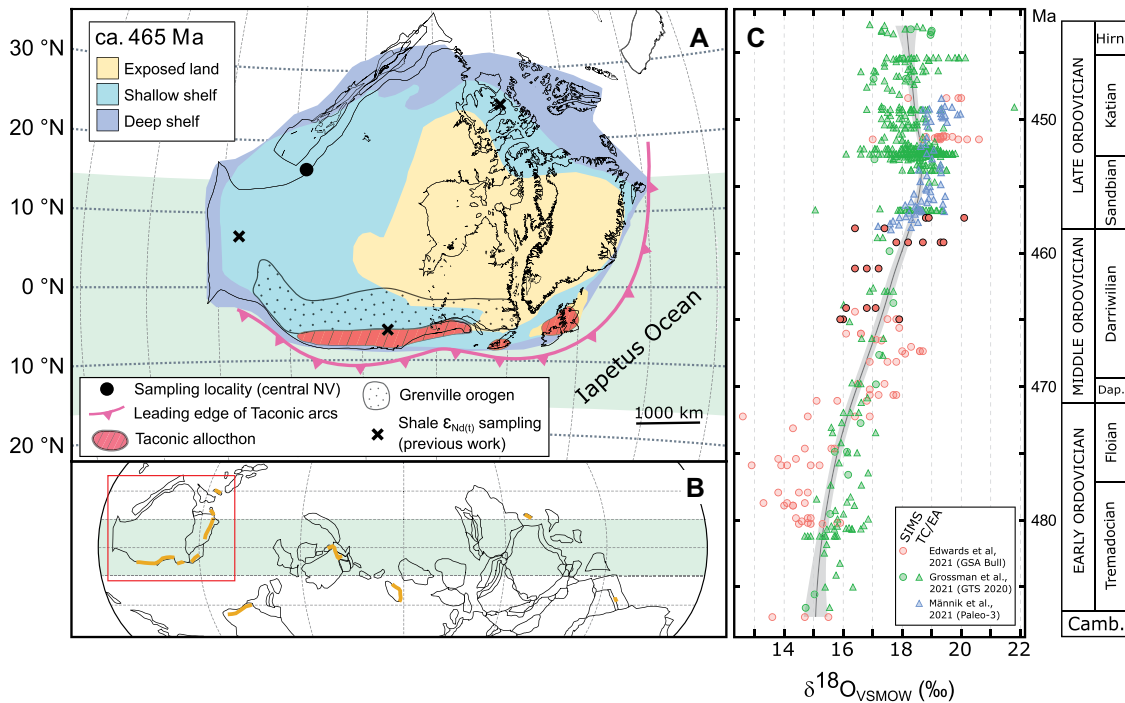 30 °N
20 °N
10 °N
0 °N
10 °N
20 °N
ca. 465 Ma
Exposed land
Shallow shelf
Deep shelf
A
Iapetus Ocean
1000 km
Sampling locality (central NV)
Leading edge of Taconic arcs
Taconic allocthon
Grenville orogen
Shale εNd(t) sampling
(previous work)
B
C
Ma
450
460
470
480
14
16
18
20
22
δ18OVSMOW (‰)
SIMS
TC/EA
Edwards et al,
2021 (GSA Bull)
Grossman et al.,
2021 (GTS 2020)
Männik et al.,
2021 (Paleo-3)
LATE ORDOVICIAN
Hirn.
Katian
Sandbian
MIDDLE ORDOVICIAN
Darriwilian
Dap.
EARLY ORDOVICIAN
Floian
Tremadocian
Camb.